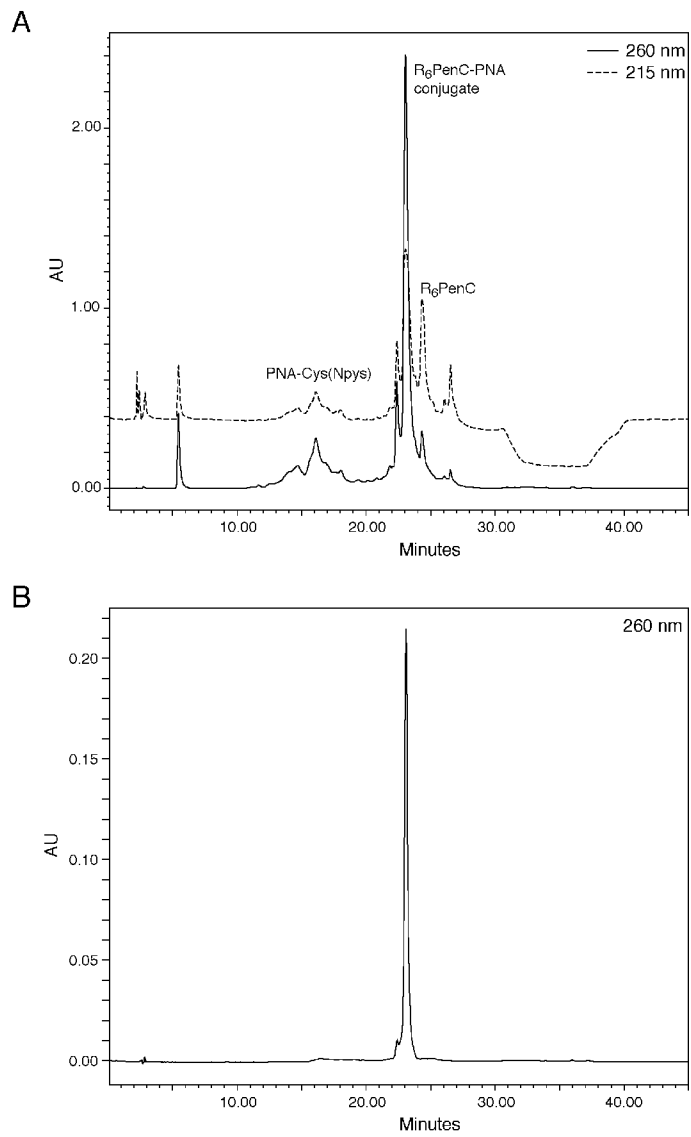 A
R₆PenC-PNA
conjugate
260 nm
215 nm
2.00
AU
1.00
R₆PenC
PNA-Cys(Npys)
0.00
10.00 20.00 30.00 40.00
Minutes
B
260 nm
0.20
0.15
AU
0.10
0.05
0.00
10.00 20.00 30.00 40.00
Minutes